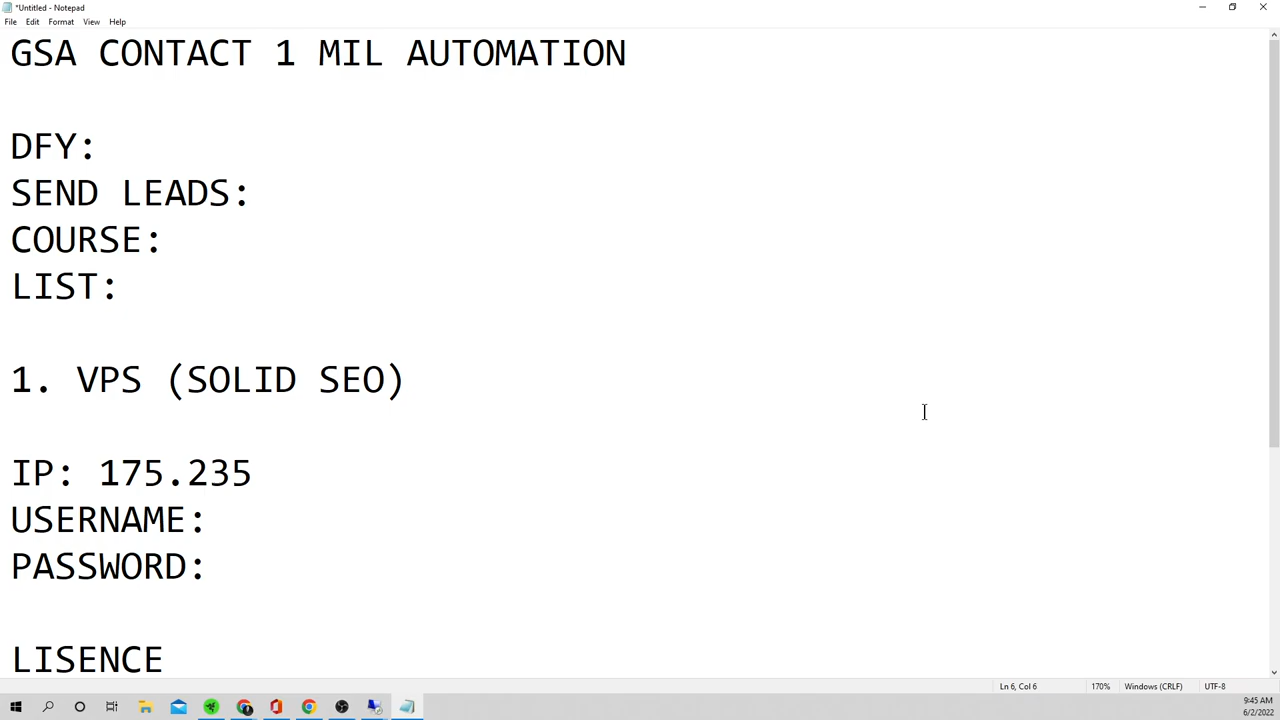 *Untitled - Notepad
File Edit Format View Help
GSA CONTACT 1 MIL AUTOMATION
DFY:
SEND LEADS:
COURSE:
LIST:
1. VPS (SOLID SEO)
IP: 175.235
USERNAME:
PASSWORD:
LISENCE
Ln 6, Col 6 170% Windows (CRLF) UTF-8
9:45 AM
6/2/2022